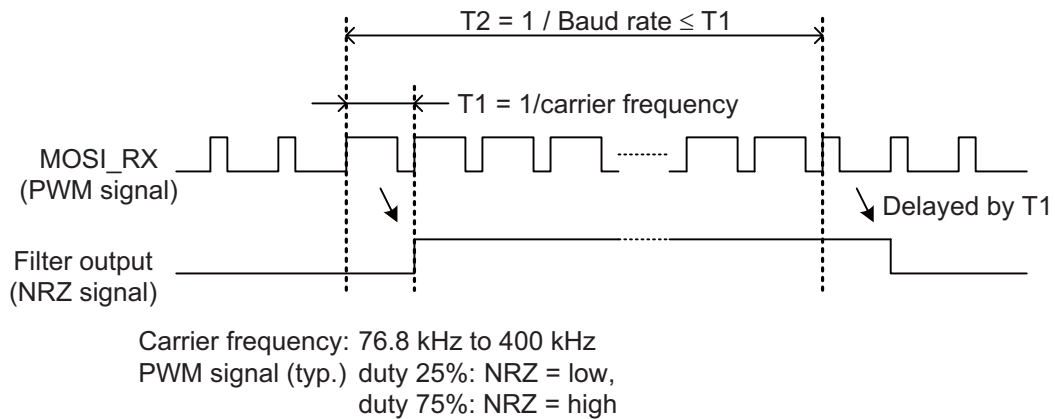 T2 = 1 / Baud rate ≤ T1
T1 = 1/carrier frequency
MOSI_RX
(PWM signal)
Delayed by T1
Filter output
(NRZ signal)
Carrier frequency: 76.8 kHz to 400 kHz
PWM signal (typ.) duty 25%: NRZ = low,
duty 75%: NRZ = high